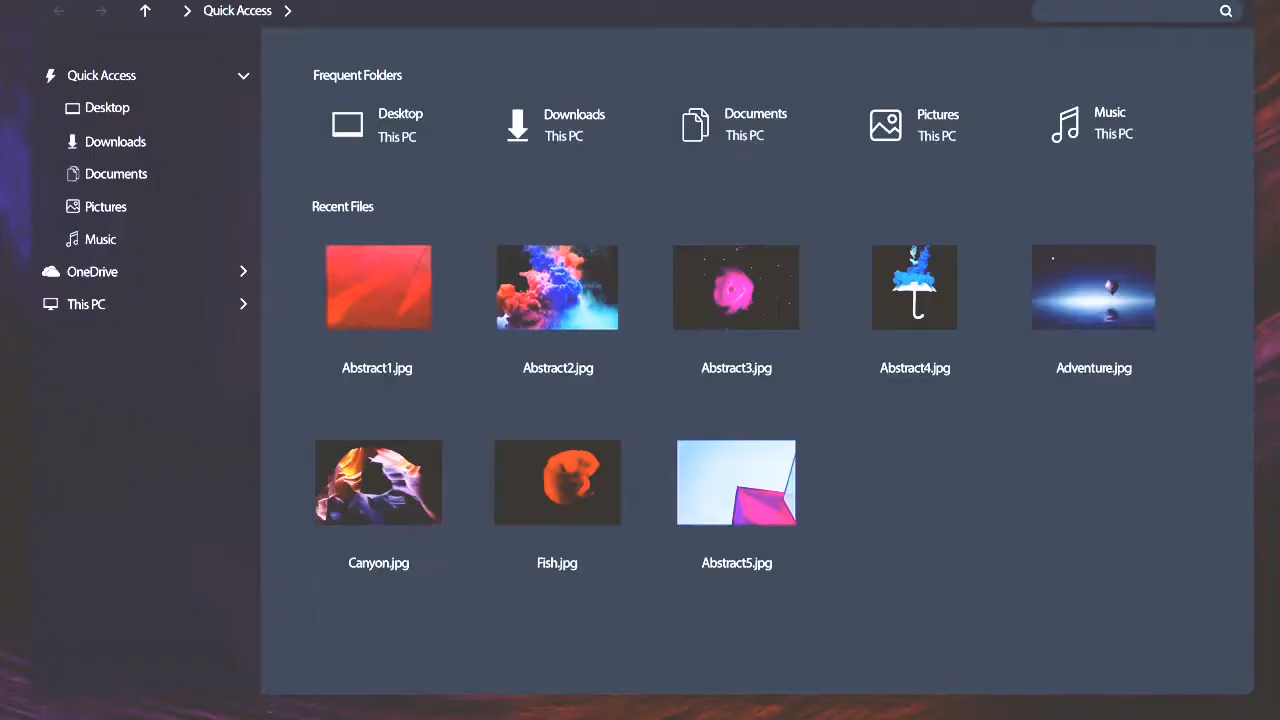 Quick Access
Quick Access
Desktop
Downloads
Documents
Pictures
Music
OneDrive
This PC
Frequent Folders
Desktop
This PC
Downloads
This PC
Documents
This PC
Pictures
This PC
Music
This PC
Recent Files
Abstract1.jpg
Abstract2.jpg
Abstract3.jpg
Abstract4.jpg
Adventure.jpg
Canyon.jpg
Fish.jpg
Abstract5.jpg